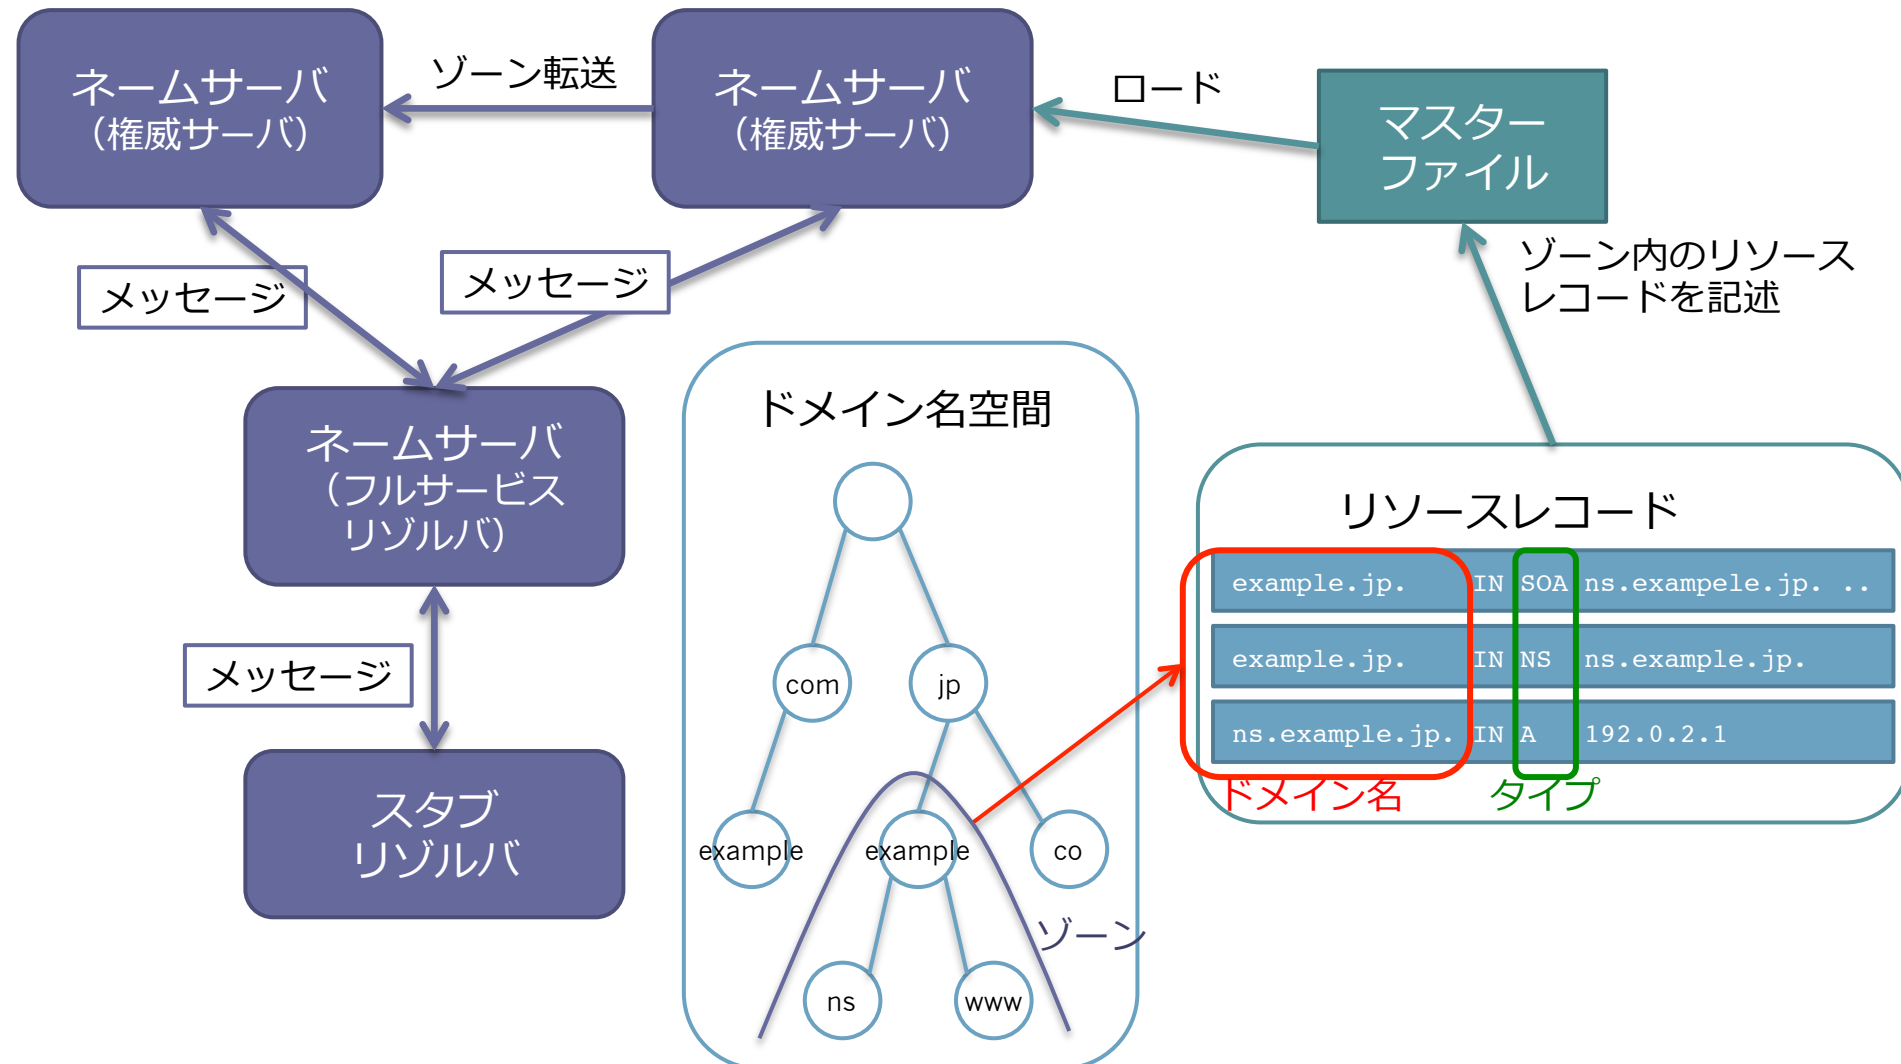 ネームサーバ
（権威サーバ）
ゾーン転送
ネームサーバ
（権威サーバ）
ロード
マスター
ファイル
メッセージ
メッセージ
ゾーン内のリソース
レコードを記述
ネームサーバ
（フルサービス
リゾルバ）
メッセージ
スタブ
リゾルバ
ドメイン名空間
com
jp
example
example
co
ゾーン
ns
www
リソースレコード
example.jp. IN SOA ns.exampele.jp. ..
example.jp. IN NS ns.example.jp.
ns.example.jp. IN A 192.0.2.1
ドメイン名
タイプ